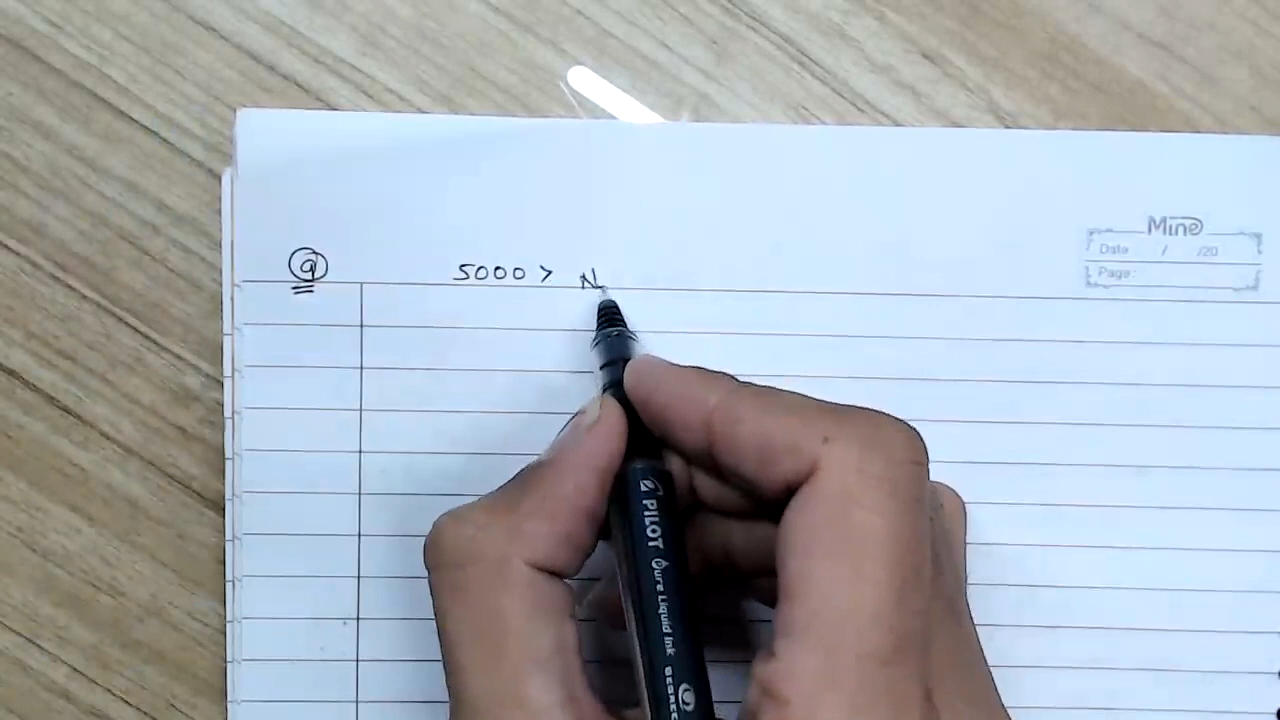 Mine
Date / /20
Page:
(a) 5000 > N
PILOT Pure Liquid Ink